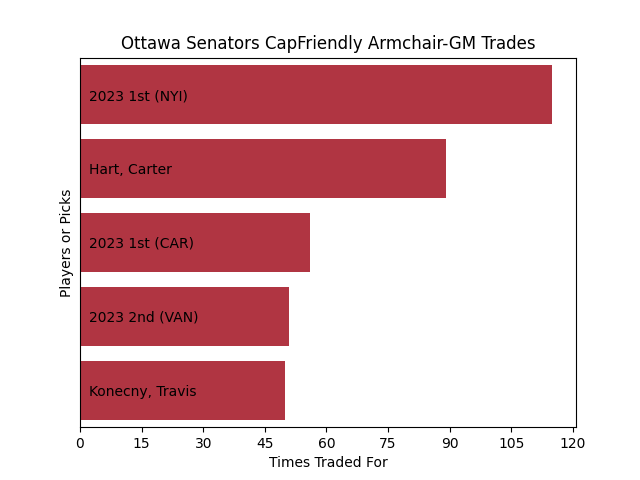 Ottawa Senators CapFriendly Armchair-GM Trades
Players or Picks
2023 1st (NYI)
Hart, Carter
2023 1st (CAR)
2023 2nd (VAN)
Konecny, Travis
0 15 30 45 60 75 90 105 120
Times Traded For